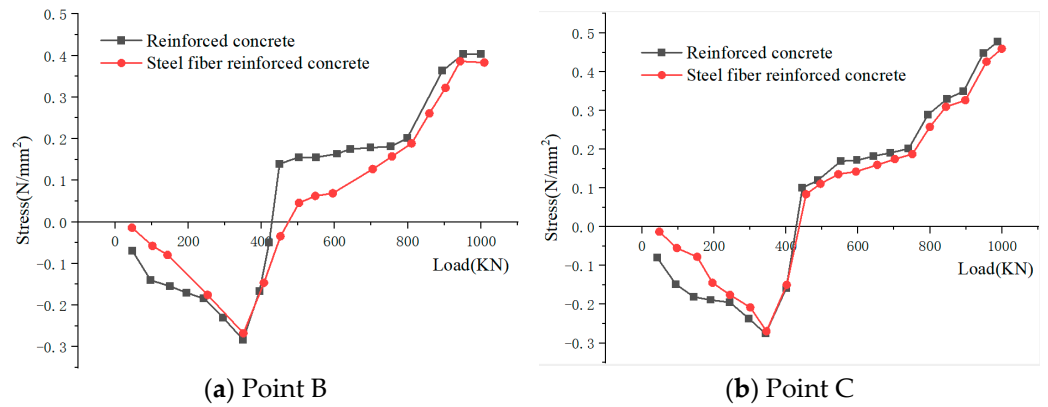 0.5
0.4
0.3
0.2
0.1
0.0
−0.1
−0.2
−0.3
Stress(N/mm²)
Reinforced concrete
Steel fiber reinforced concrete
0 200 400 600 800 1000
Load(KN)
(a) Point B
0.5
0.4
0.3
0.2
0.1
0.0
−0.1
−0.2
−0.3
Stress(N/mm²)
Reinforced concrete
Steel fiber reinforced concrete
0 200 400 600 800 1000
Load(KN)
(b) Point C